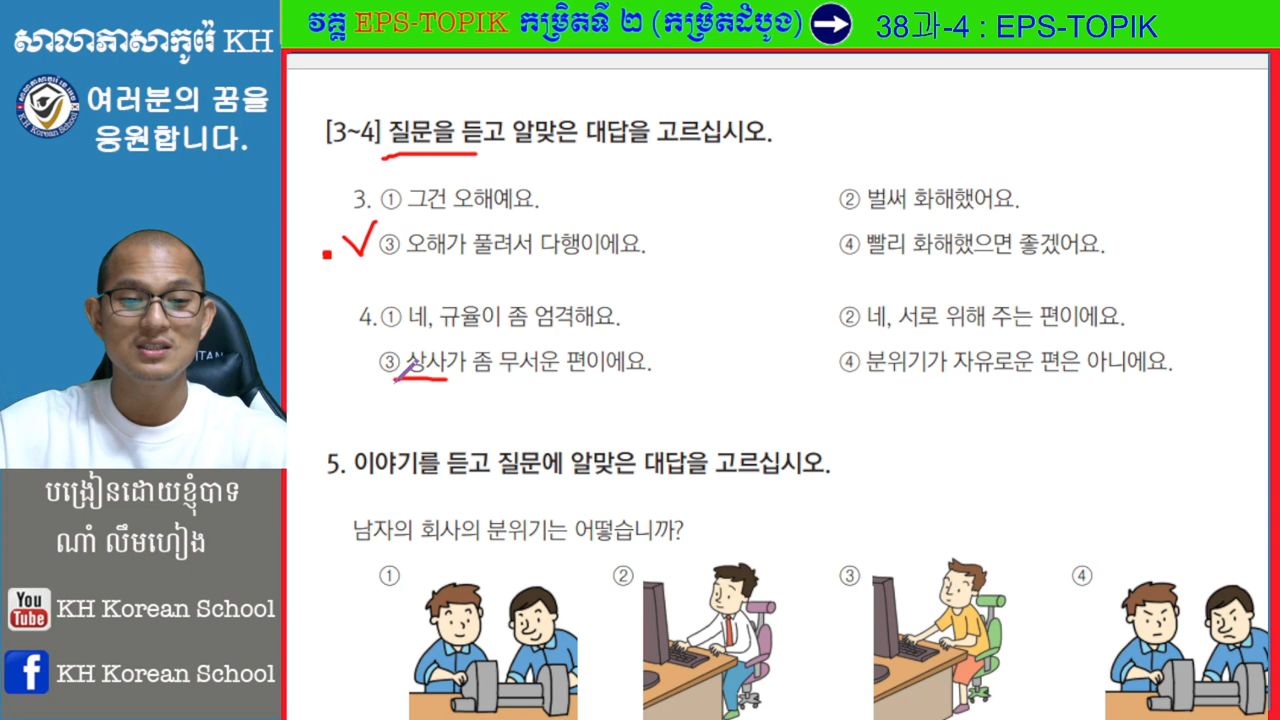 សាលាភាសាកូរ៉េ KH
여러분의 꿈을
응원합니다.
វគ្គ EPS-TOPIK កម្រិតទី ២ (កម្រិតដំបូង)
38과-4 : EPS-TOPIK
[3~4] 질문을 듣고 알맞은 대답을 고르십시오.
3. ① 그건 오해예요.
② 벌써 화해했어요.
③ 오해가 풀려서 다행이에요.
④ 빨리 화해했으면 좋겠어요.
4. ① 네, 규율이 좀 엄격해요.
② 네, 서로 위해 주는 편이에요.
③ 상사가 좀 무서운 편이에요.
④ 분위기가 자유로운 편은 아니에요.
5. 이야기를 듣고 질문에 알맞은 대답을 고르십시오.
남자의 회사의 분위기는 어떻습니까?
① ② ③ ④
បង្រៀនដោយខ្ញុំបាទ
ណាំ លឹមហៀង
You Tube KH Korean School
f KH Korean School